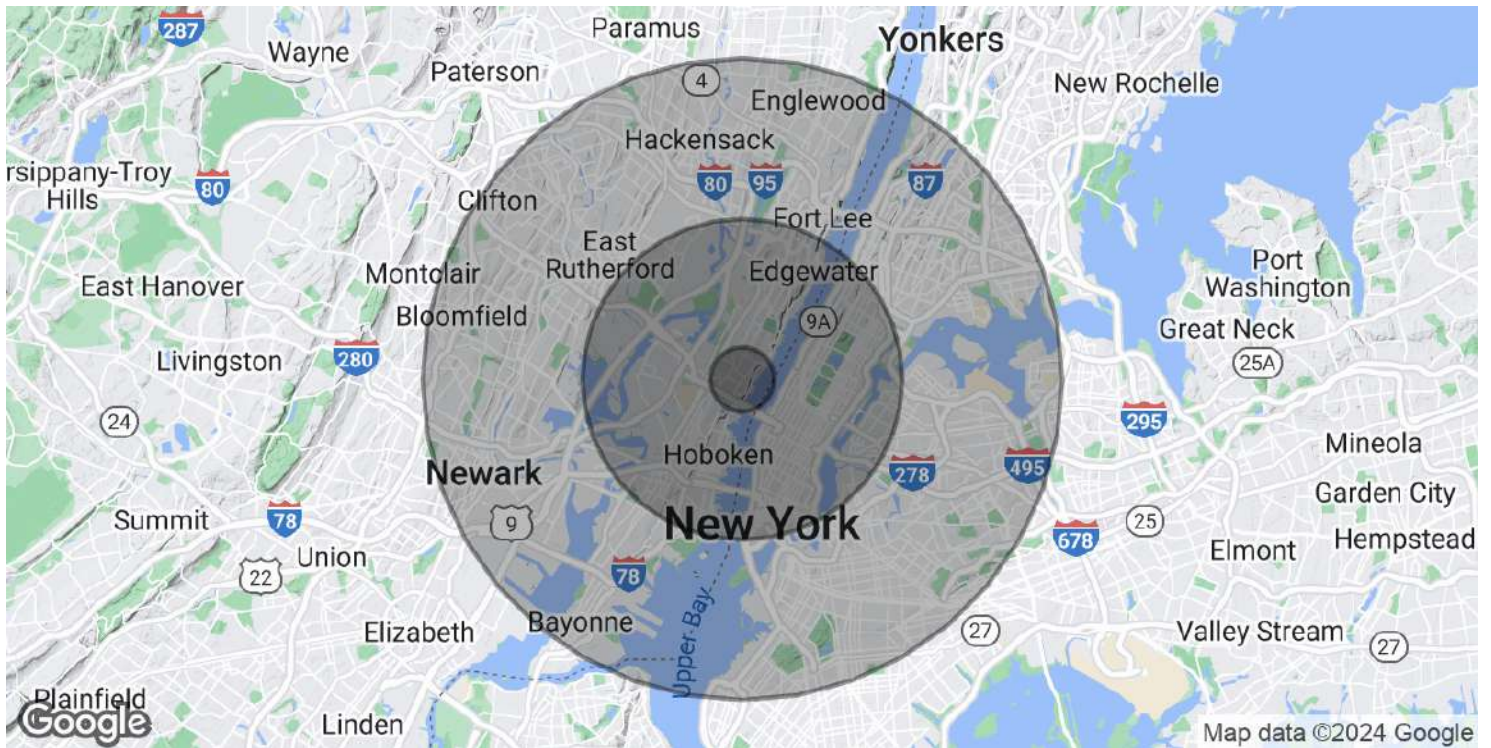 287
Wayne
Paramus
Yonkers
Paterson
4
New Rochelle
Englewood
Hackensack
rsippany-Troy
Hills
80
80
95
87
Clifton
Fort Lee
East
Rutherford
Edgewater
Montclair
Port
Washington
East Hanover
Bloomfield
9A
Great Neck
Livingston
280
25A
24
295
Hoboken
Mineola
Newark
278
495
Garden City
Summit
78
9
New York
25
678
Hempstead
Union
Elmont
22
78
Upper Bay
Bayonne
Elizabeth
27
Valley Stream
27
Plainfield
Google
Linden
Map data ©2024 Google